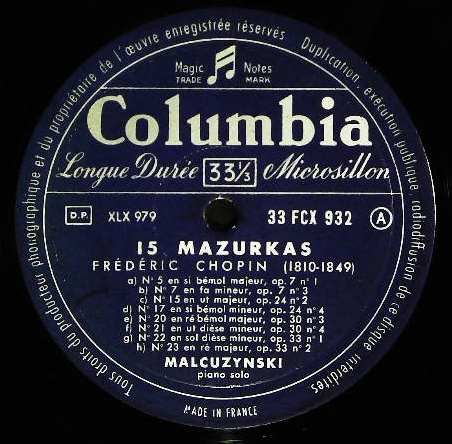 Tous droits du producteur phonographique et du propriétaire de l'œuvre enregistrée réservés
Duplication, exécution publique, radiodiffusion de ce disque interdites
Magic Notes
TRADE MARK
Columbia
Longue Durée 33⅓ Microsillon
D.P. XLX 979 33 FCX 932 A
15 MAZURKAS
FRÉDÉRIC CHOPIN (1810-1849)
a) N° 5 en si bémol majeur, op. 7 n° 1
b) N° 7 en fa mineur, op. 7 n° 3
c) N° 15 en ut majeur, op. 24 n° 2
d) N° 17 en si bémol mineur, op. 24 n° 4
e) N° 20 en ré bémol majeur, op. 30 n° 3
f) N° 21 en ut dièse mineur, op. 30 n° 4
g) N° 22 en sol dièse mineur, op. 33 n° 1
h) N° 23 en ré majeur, op. 33 n° 2
MALCUZYNSKI
piano solo
MADE IN FRANCE